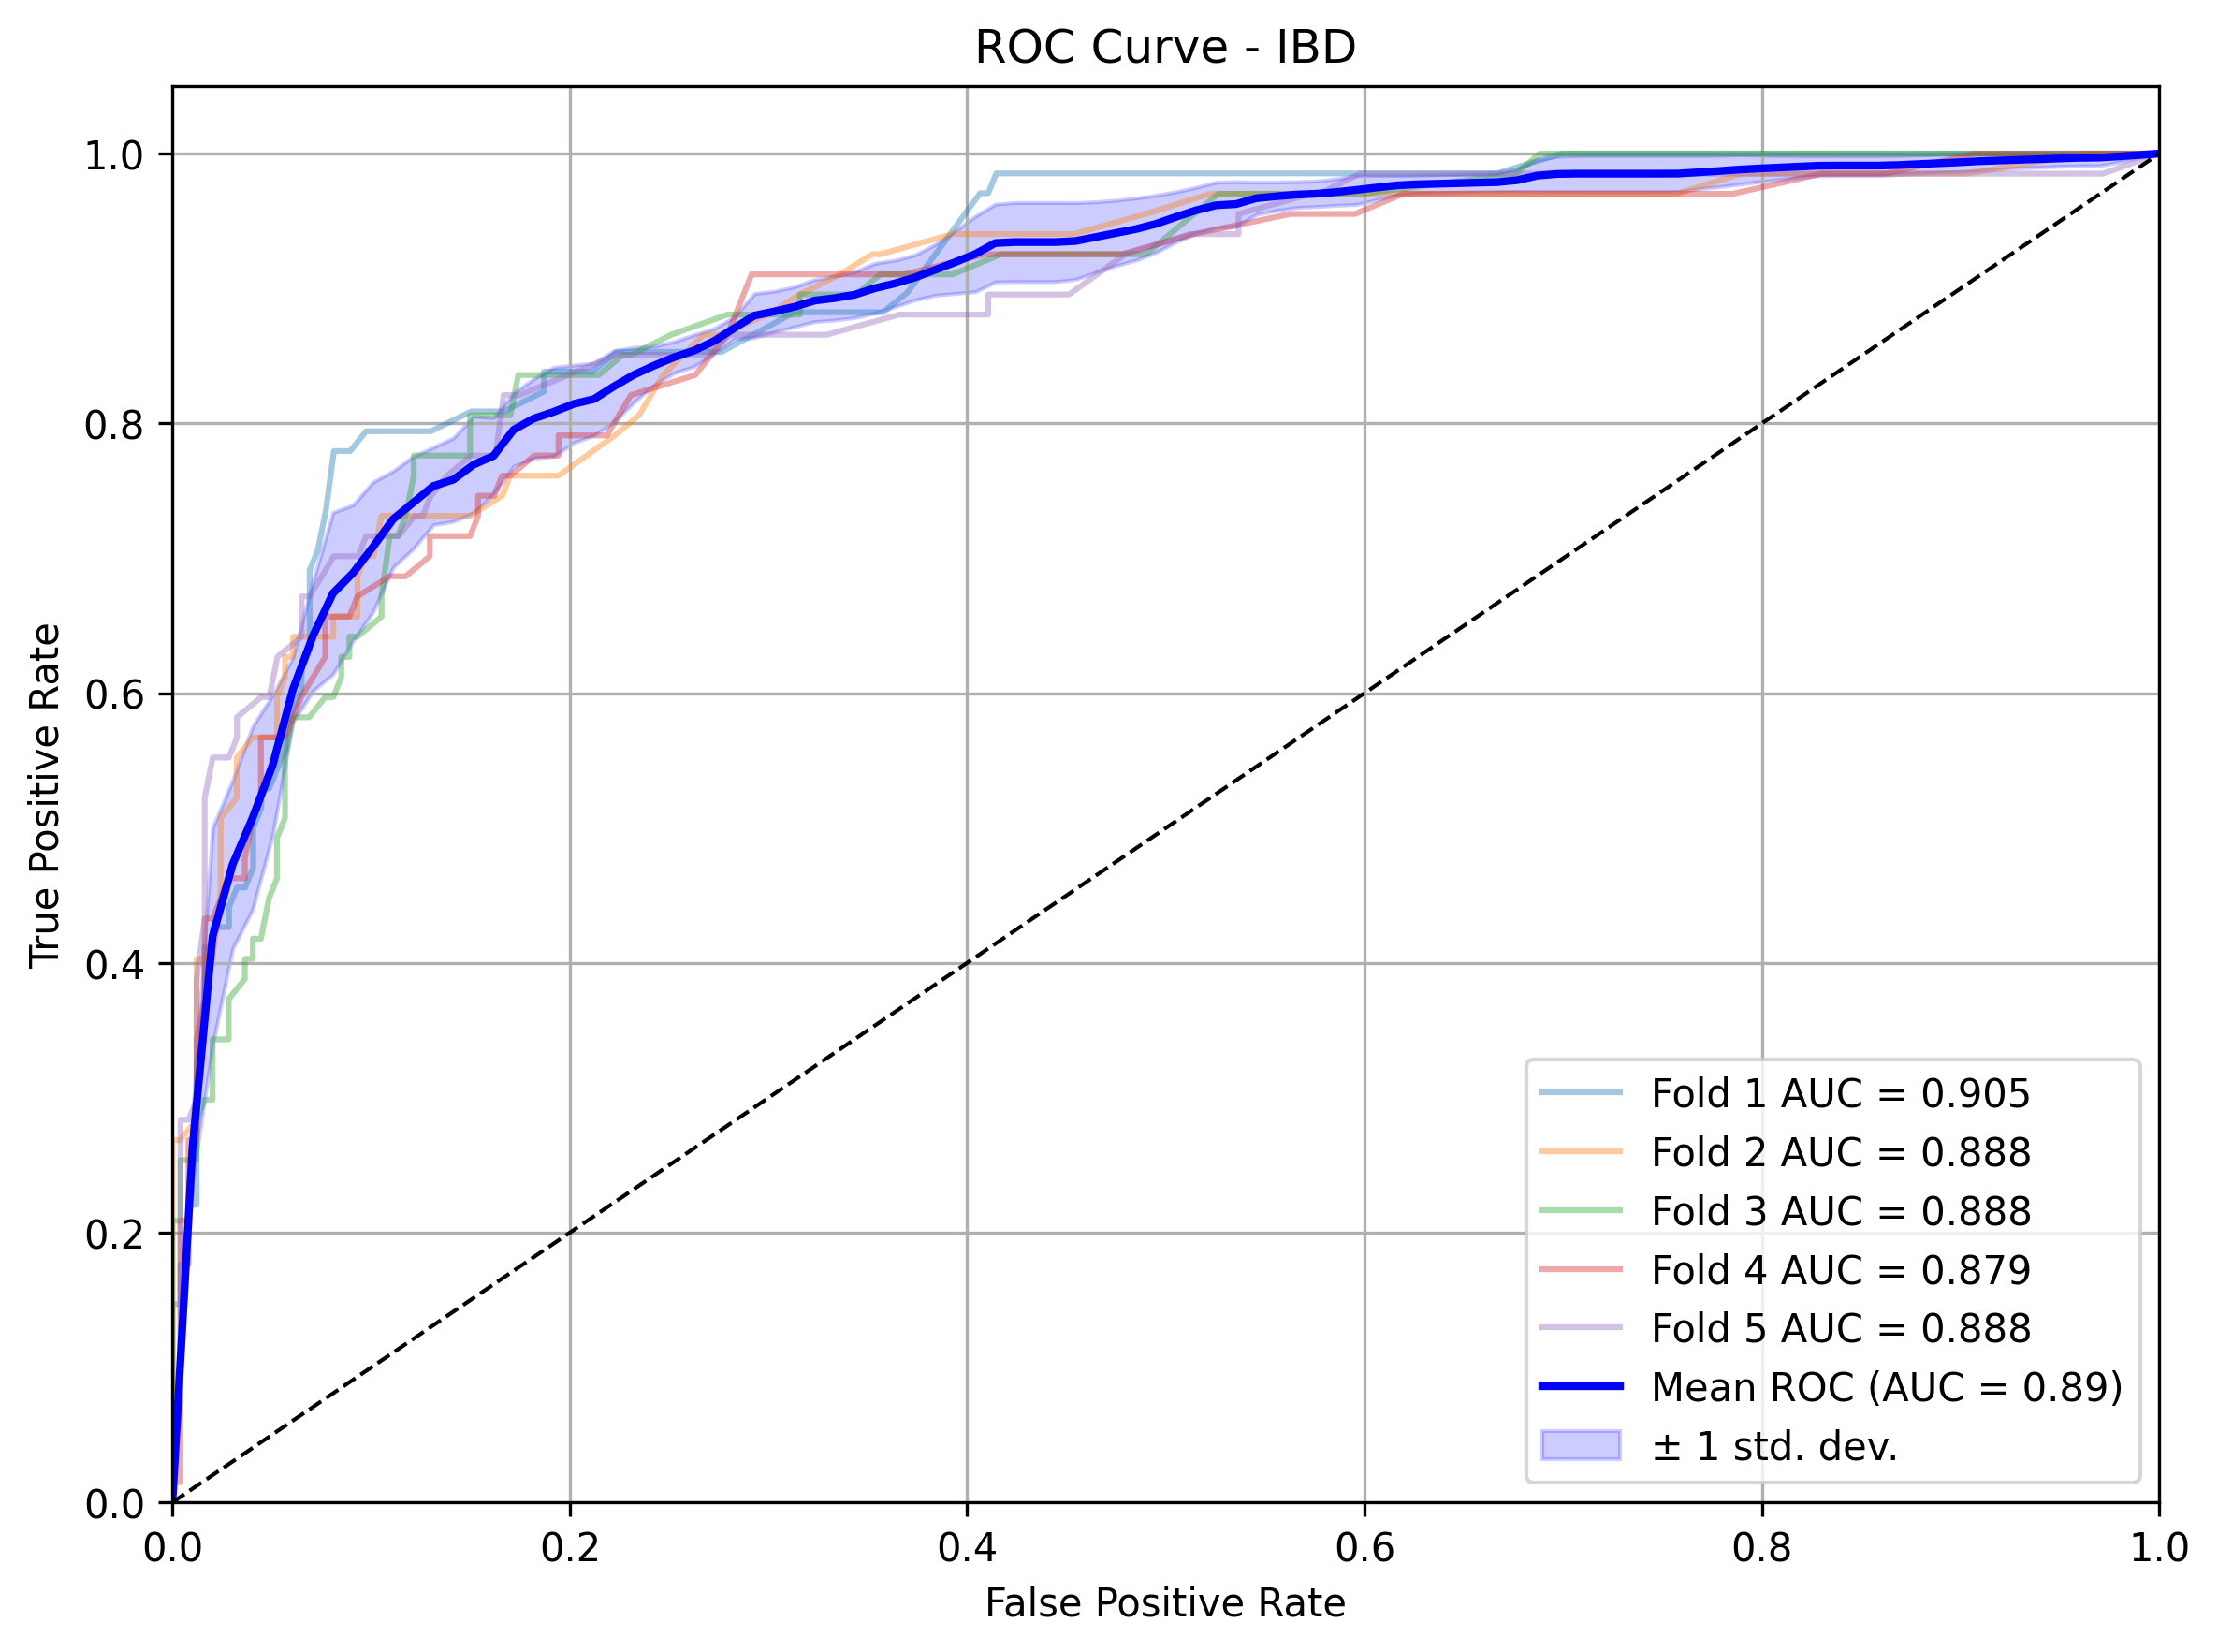 ROC Curve - IBD
True Positive Rate
1.0
0.8
0.6
0.4
0.2
0.0
0.0 0.2 0.4 0.6 0.8 1.0
False Positive Rate
Fold 1 AUC = 0.905
Fold 2 AUC = 0.888
Fold 3 AUC = 0.888
Fold 4 AUC = 0.879
Fold 5 AUC = 0.888
Mean ROC (AUC = 0.89)
± 1 std. dev.